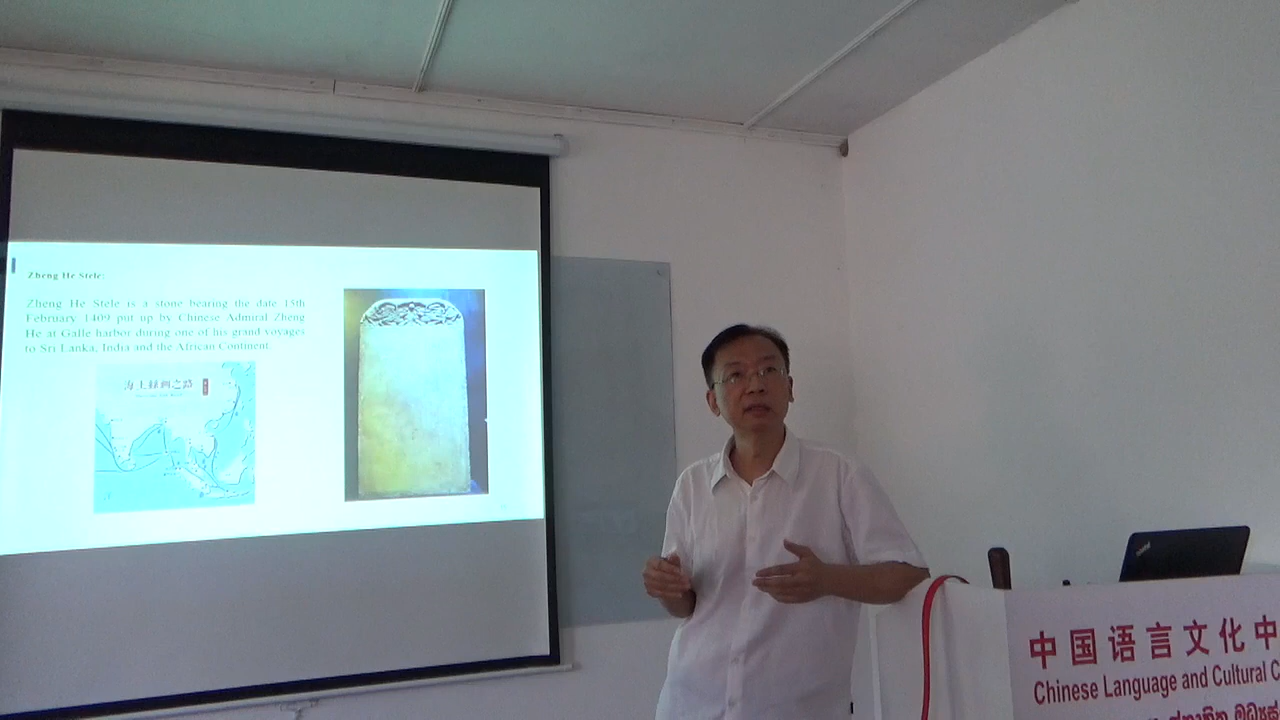 Zheng He Stele:
Zheng He Stele is a stone bearing the date 15th
February 1409 put up by Chinese Admiral Zheng
He at Galle harbor during one of his grand voyages
to Sri Lanka, India and the African Continent.
海上丝绸之路
中国语言文化中
Chinese Language and Cultural C